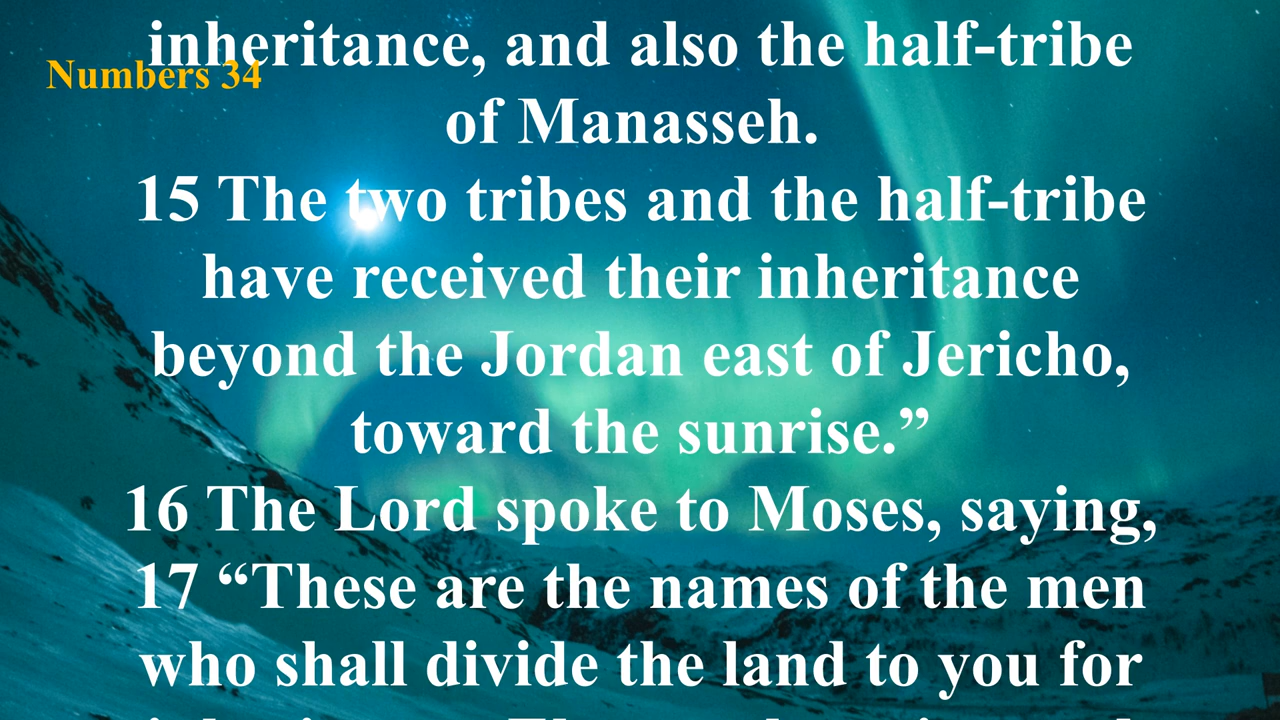 inheritance, and also the half-tribe
Numbers 34
of Manasseh.
15 The two tribes and the half-tribe
have received their inheritance
beyond the Jordan east of Jericho,
toward the sunrise.”
16 The Lord spoke to Moses, saying,
17 “These are the names of the men
who shall divide the land to you for